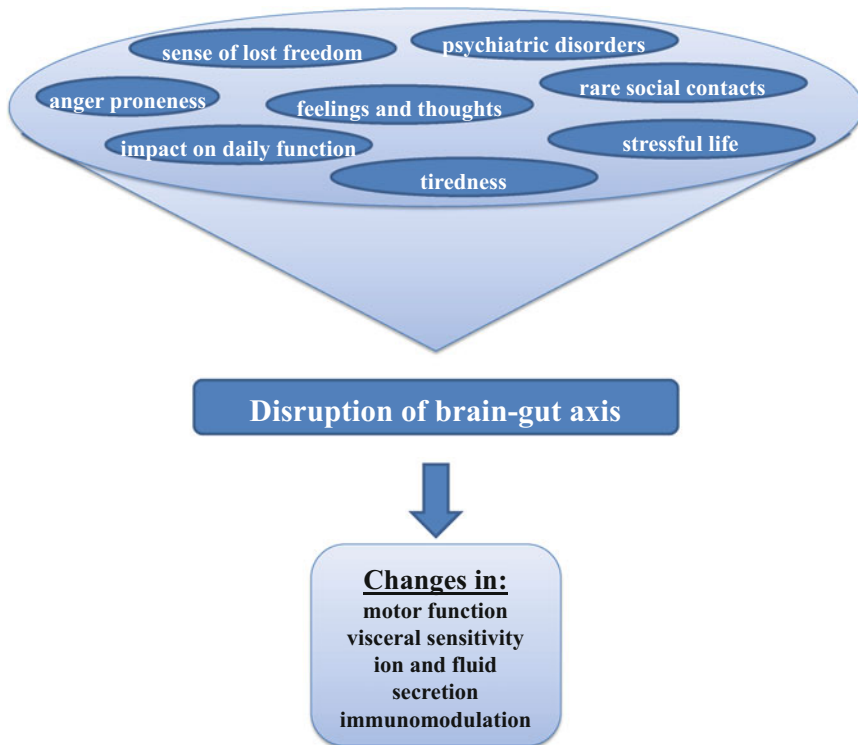 sense of lost freedom
psychiatric disorders
anger proneness
feelings and thoughts
rare social contacts
impact on daily function
stressful life
tiredness
Disruption of brain-gut axis
Changes in:
motor function
visceral sensitivity
ion and fluid
secretion
immunomodulation